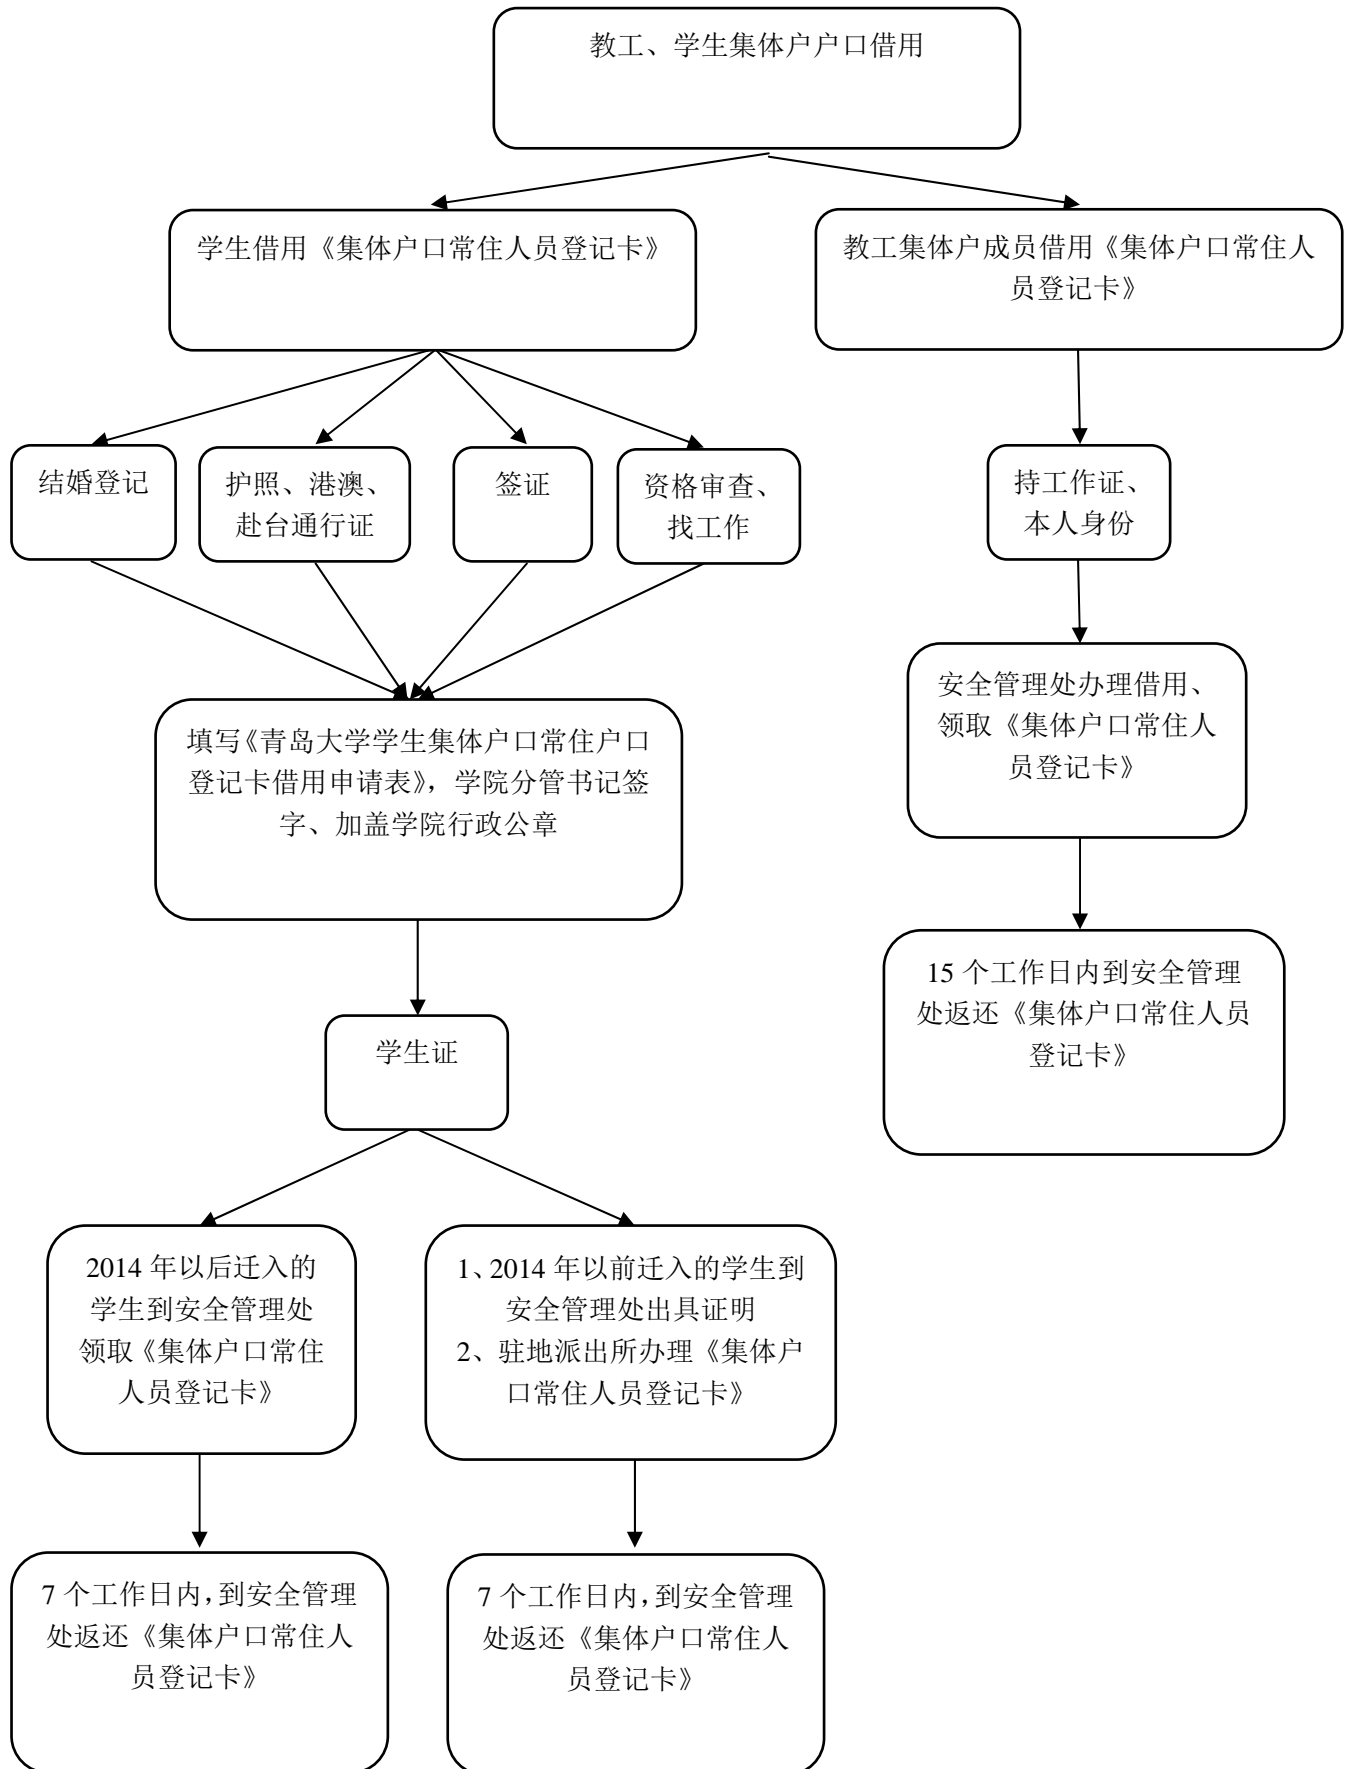 教工、学生集体户户口借用
学生借用《集体户口常住人员登记卡》
教工集体户成员借用《集体户口常住人
员登记卡》
结婚登记
护照、港澳、
赴台通行证
签证
资格审查、
找工作
持工作证、
本人身份
填写《青岛大学学生集体户口常住户口
登记卡借用申请表》，学院分管书记签
字、加盖学院行政公章
安全管理处办理借用、
领取《集体户口常住人
员登记卡》
学生证
15 个工作日内到安全管理
处返还《集体户口常住人员
登记卡》
2014 年以后迁入的
学生到安全管理处
领取《集体户口常住
人员登记卡》
1、2014 年以前迁入的学生到
安全管理处出具证明
2、驻地派出所办理《集体户
口常住人员登记卡》
7 个工作日内，到安全管理
处返还《集体户口常住人
员登记卡》
7 个工作日内，到安全管理
处返还《集体户口常住人
员登记卡》